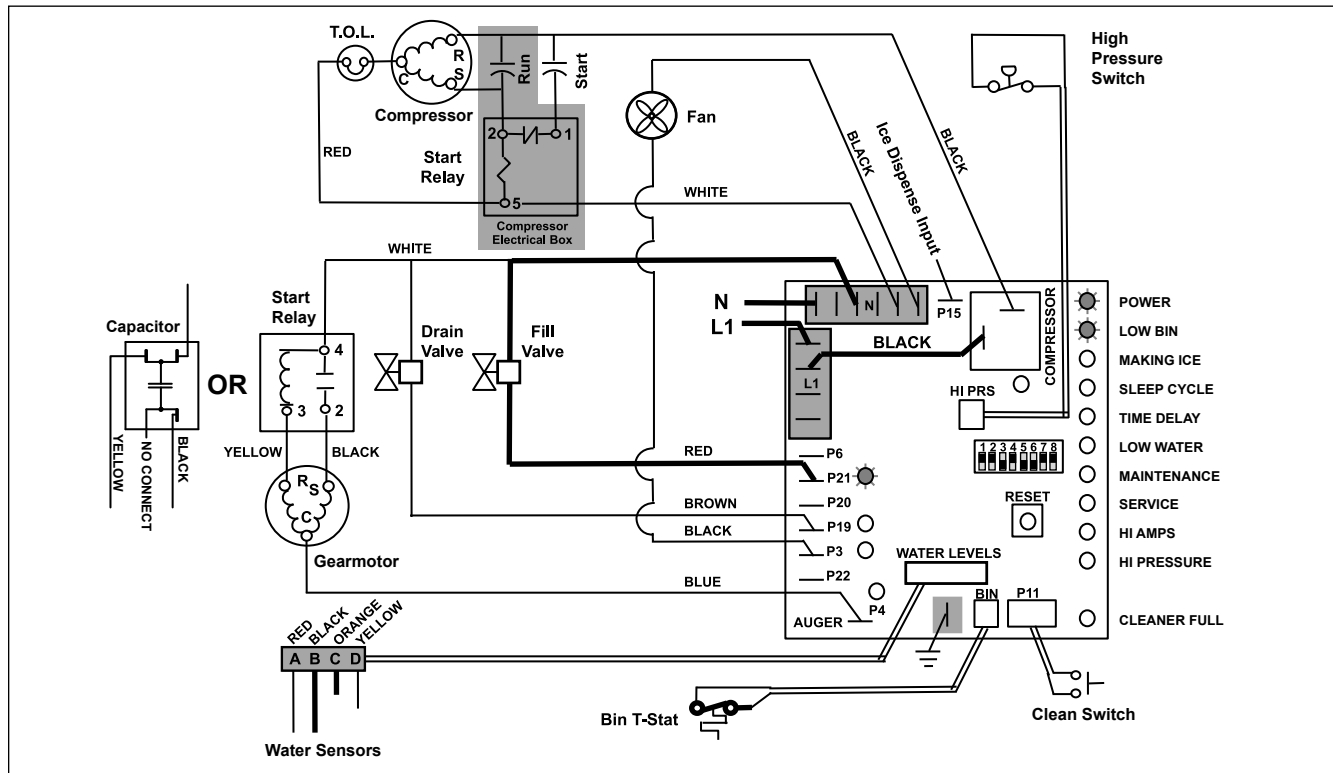 T.O.L.
R
S
C
Compressor
Run
Start
2
1
5
Start
Relay
Compressor
Electrical Box
RED
WHITE
Fan
BLACK
Ice Dispense Input
BLACK
High
Pressure
Switch
WHITE
Capacitor
OR
Start
Relay
4
3
2
YELLOW
NO CONNECT
BLACK
YELLOW
BLACK
R
S
C
Gearmotor
Drain
Valve
Fill
Valve
N
L1
N
L1
P15
BLACK
COMPRESSOR
HI PRS
1 2 3 4 5 6 7 8
RESET
RED
BROWN
BLACK
BLUE
P6
P21
P20
P19
P3
P22
P4
AUGER
WATER LEVELS
BIN
P11
POWER
LOW BIN
MAKING ICE
SLEEP CYCLE
TIME DELAY
LOW WATER
MAINTENANCE
SERVICE
HI AMPS
HI PRESSURE
CLEANER FULL
RED
BLACK
ORANGE
YELLOW
A B C D
Water Sensors
Bin T-Stat
Clean Switch